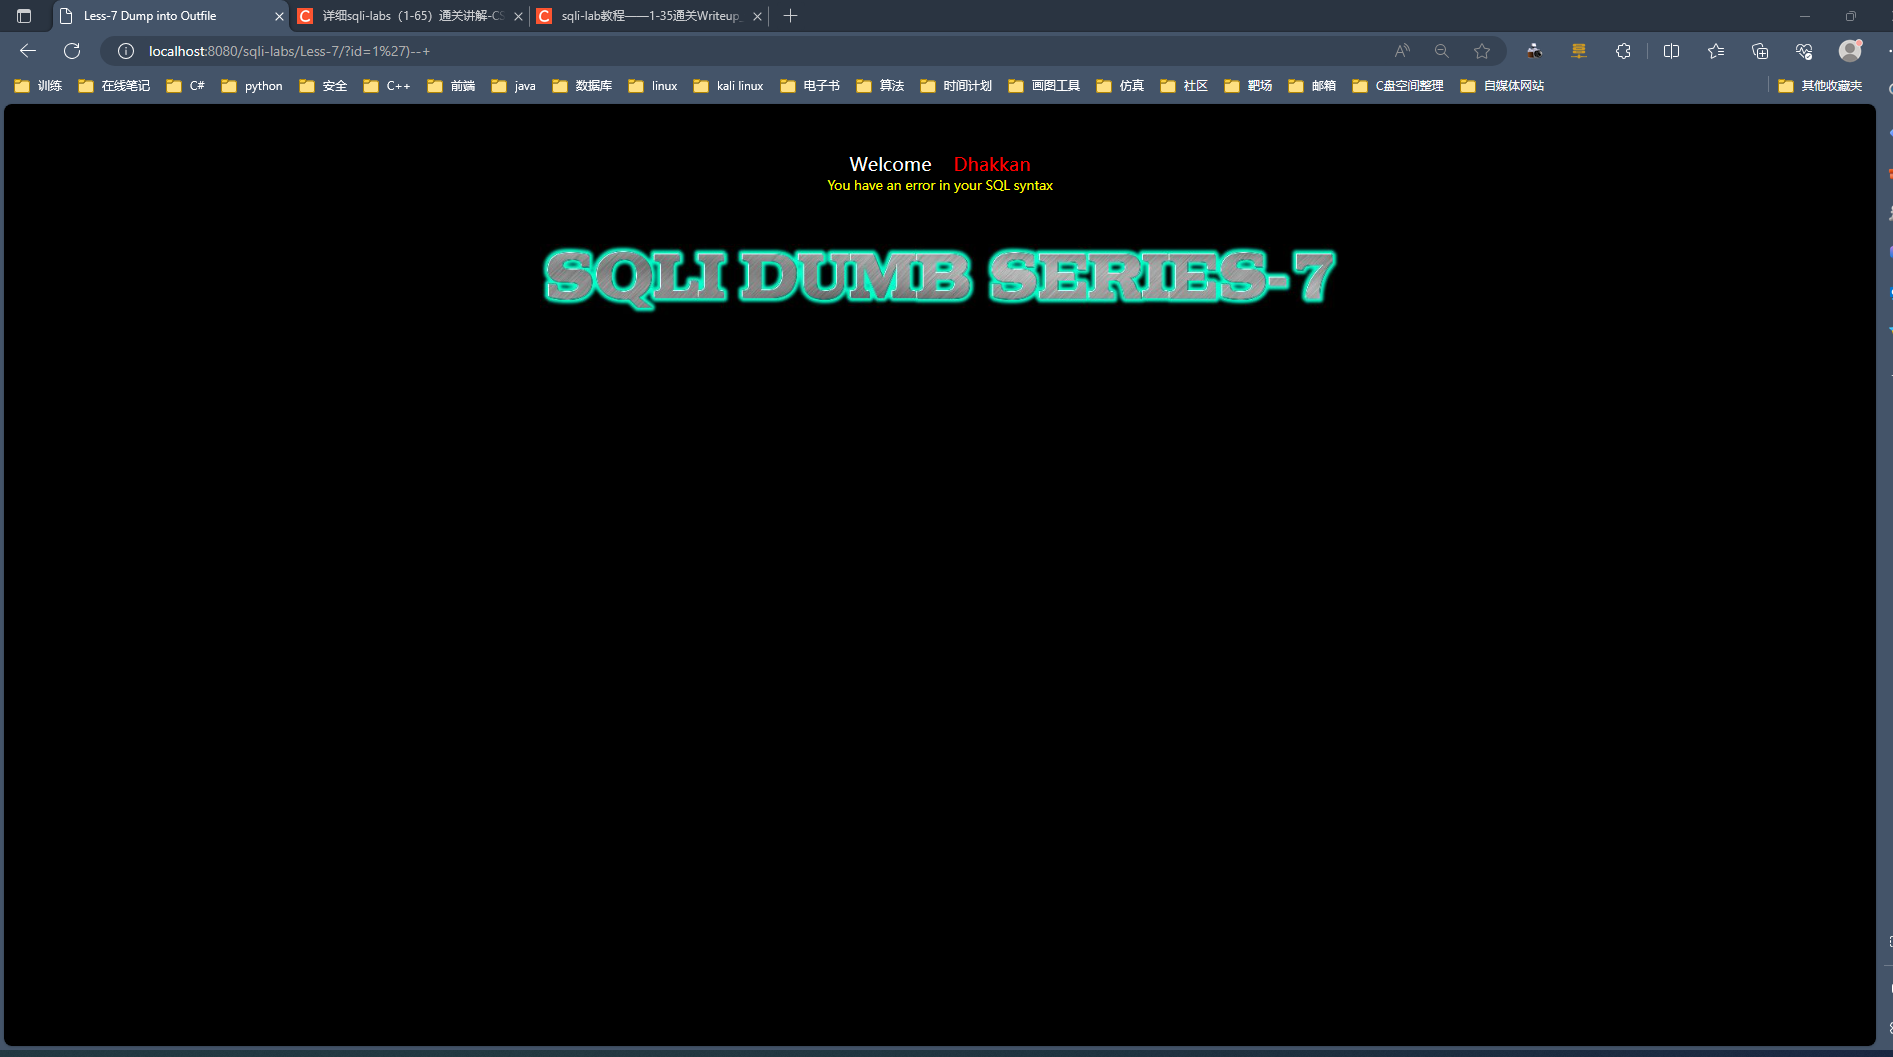 Less-7 Dump into Outfile
详细sqli-labs（1-65）通关讲解-CS
sqli-lab教程——1-35通关Writeup_
localhost:8080/sqli-labs/Less-7/?id=1%27)--+
训练 在线笔记 C# python 安全 C++ 前端 java 数据库 linux kali linux 电子书 算法 时间计划 画图工具 仿真 社区 靶场 邮箱 C盘空间整理 自媒体网站 其他收藏夹
Welcome Dhakkan
You have an error in your SQL syntax
SQLI DUMB SERIES-7